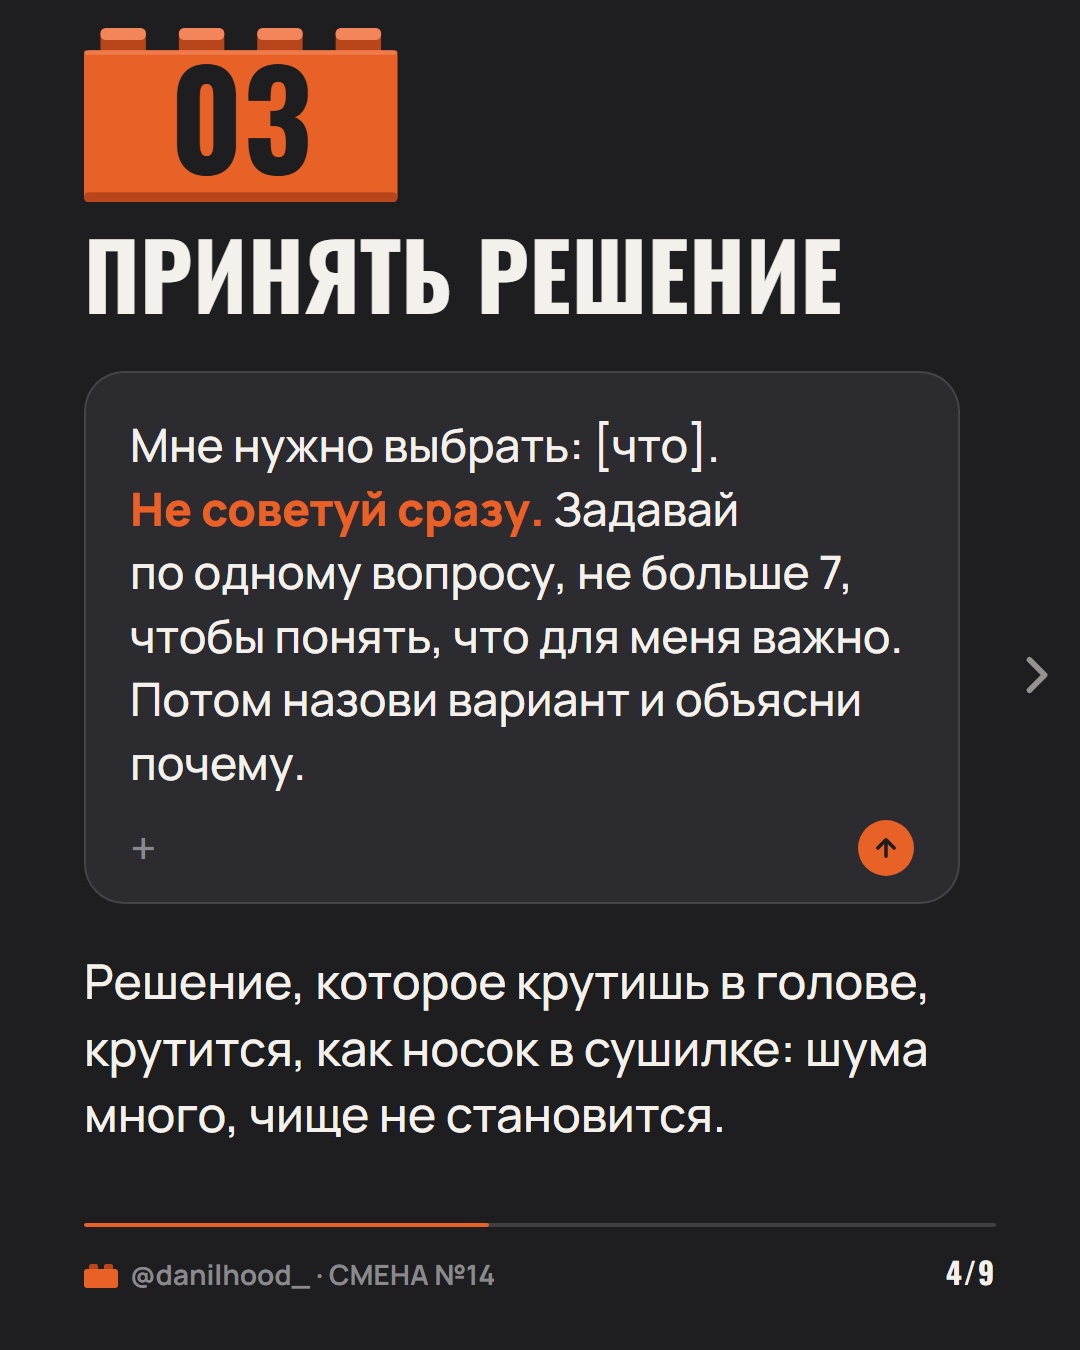 03
ПРИНЯТЬ РЕШЕНИЕ
Мне нужно выбрать: [что].
Не советуй сразу. Задавай
по одному вопросу, не больше 7,
чтобы понять, что для меня важно.
Потом назови вариант и объясни
почему.
+
Решение, которое крутишь в голове,
крутится, как носок в сушилке: шума
много, чище не становится.
@danilhood_ · СМЕНА №14
4/9